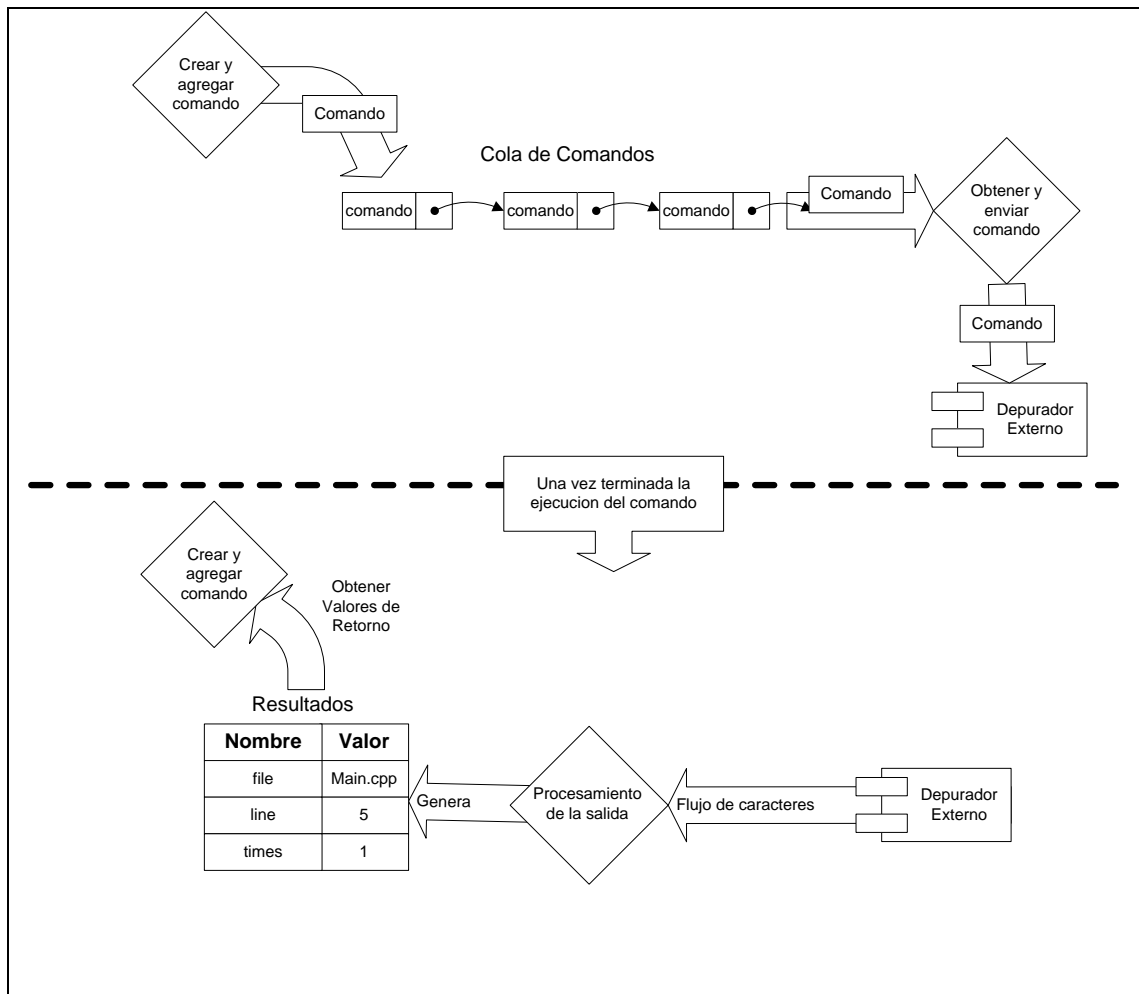 Crear y
agregar
comando
Comando
Cola de Comandos
comando
comando
comando
Comando
Obtener y
enviar
comando
Comando
Depurador
Externo
Una vez terminada la
ejecucion del comando
Crear y
agregar
comando
Obtener
Valores de
Retorno
Resultados
Nombre Valor
file Main.cpp
line 5
times 1
Genera
Procesamiento
de la salida
Flujo de caracteres
Depurador
Externo